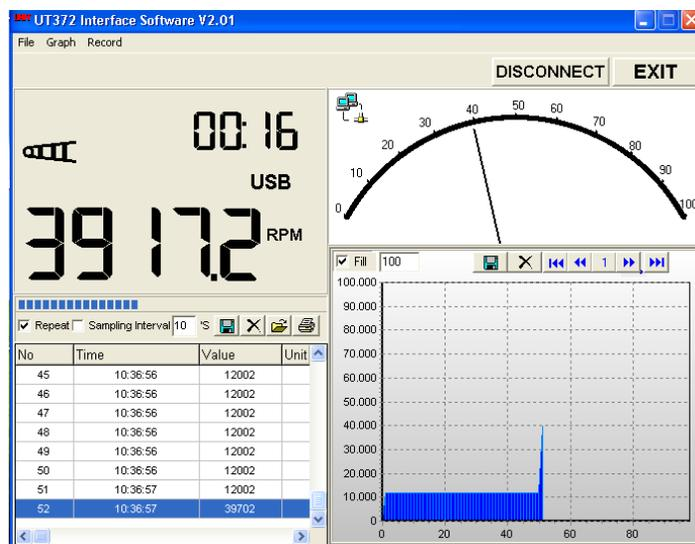 UT372 Interface Software V2.01
File Graph Record
DISCONNECT EXIT
00:16
USB
3917.2 RPM
0 10 20 30 40 50 60 70 80 90 100
Fill 100 1
Repeat Sampling Interval 10 'S
No Time Value Unit
45 10:36:56 12002
46 10:36:56 12002
47 10:36:56 12002
48 10:36:56 12002
49 10:36:56 12002
50 10:36:56 12002
51 10:36:57 12002
52 10:36:57 39702
100.000
90.000
80.000
70.000
60.000
50.000
40.000
30.000
20.000
10.000
0
0 20 40 60 80